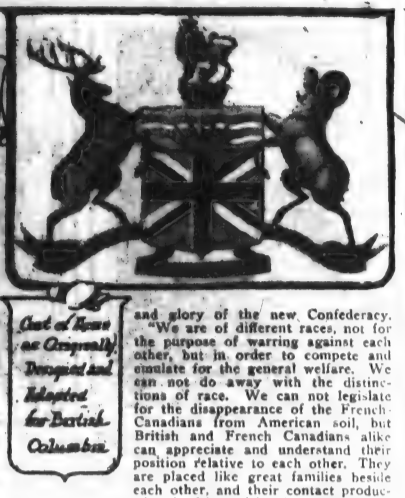 Coat of Arms
as Originally
Designed and
Adapted
for British
Columbia
and glory of the new Confederacy.
"We are of different races, not for
the purpose of warring against each
other, but in order to compete and
emulate for the general welfare. We
can not do away with the distinc-
tions of race. We can not legislate
for the disappearance of the French-
Canadians from American soil, but
British and French Canadians alike
can appreciate and understand their
position relative to each other. They
are placed like great families beside
each other, and their contact produc-